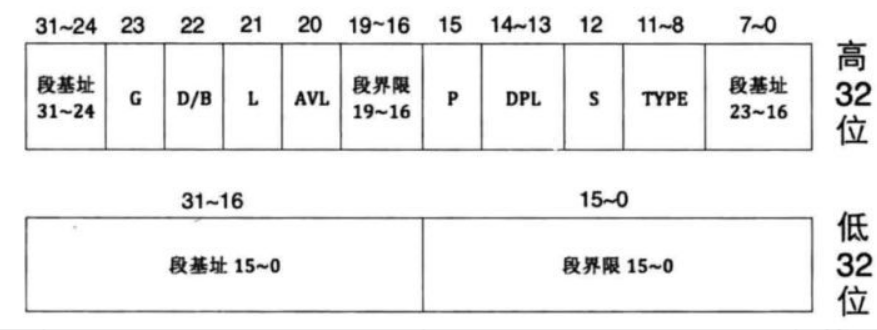 31~24 23 22 21 20 19~16 15 14~13 12 11~8 7~0
段基址 31~24 G D/B L AVL 段界限 19~16 P DPL S TYPE 段基址 23~16
高32位
31~16 15~0
段基址 15~0 段界限 15~0
低32位